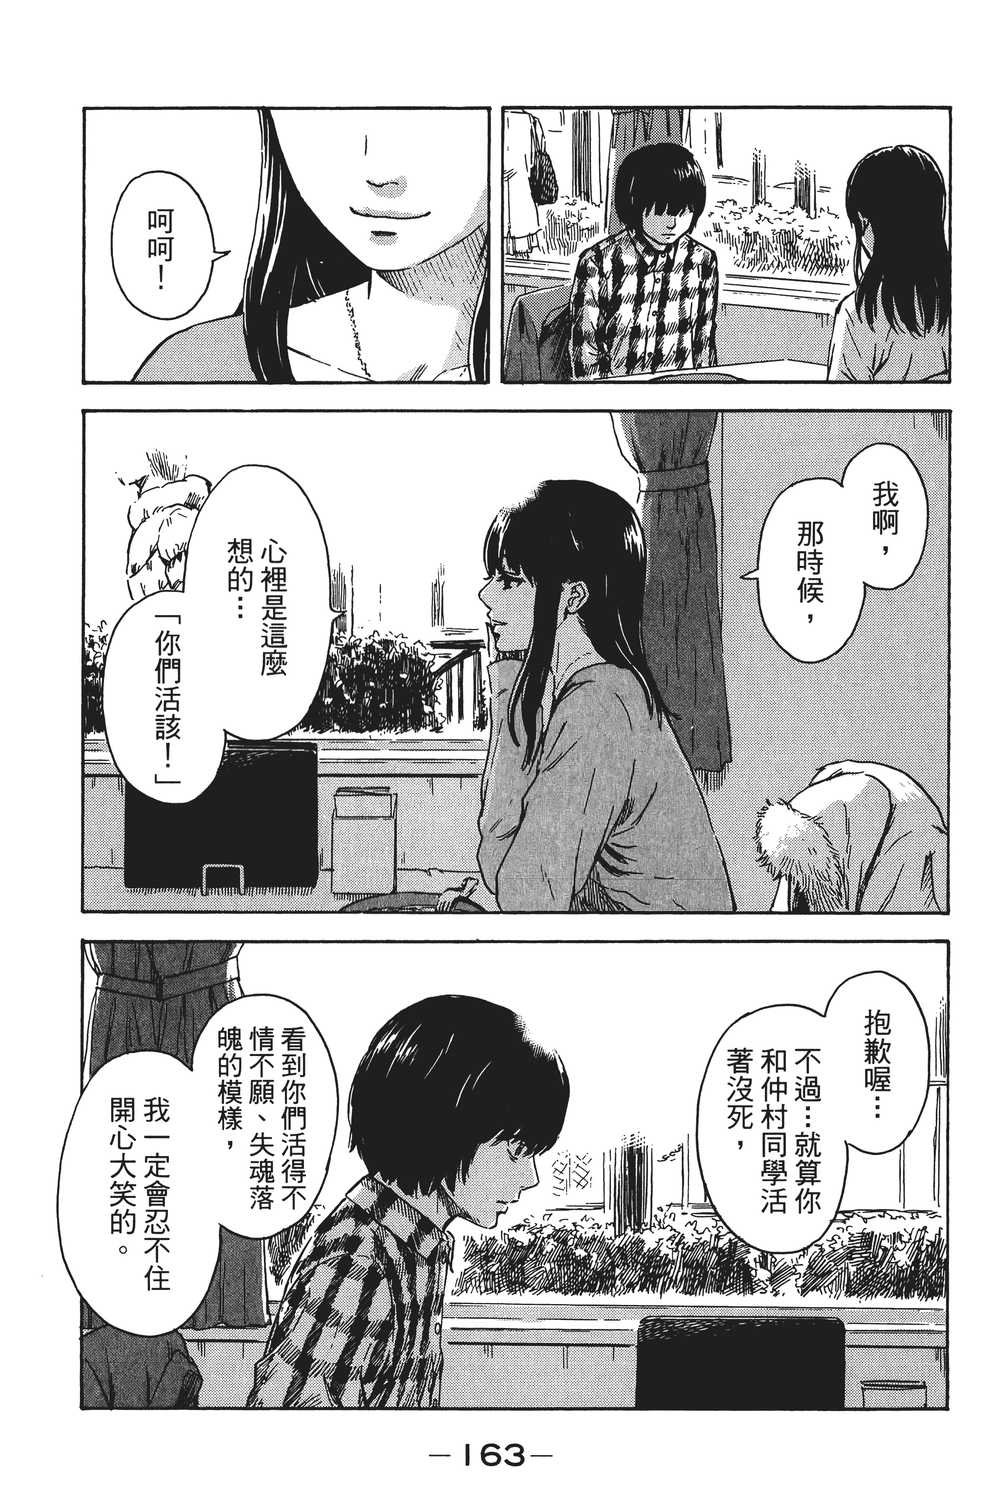 呵
呵！
我啊，
那時候，
心裡是這麼
想的…
「你們活該！」
抱歉喔…
不過…就算你
和仲村同學活
著沒死，
看到你們活得不
情不願、失魂落
魄的模樣，
我一定會忍不住
開心大笑的。
—163—